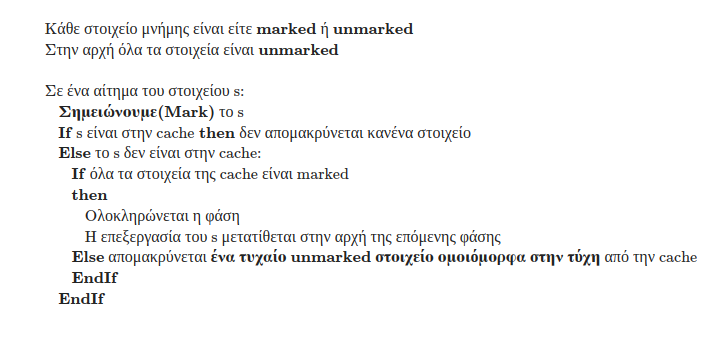 Κάθε στοιχείο μνήμης είναι είτε marked ή unmarked
Στην αρχή όλα τα στοιχεία είναι unmarked
Σε ένα αίτημα του στοιχείου s:
Σημειώνουμε(Mark) το s
If s είναι στην cache then δεν απομακρύνεται κανένα στοιχείο
Else το s δεν είναι στην cache:
If όλα τα στοιχεία της cache είναι marked
then
Ολοκληρώνεται η φάση
Η επεξεργασία του s μετατίθεται στην αρχή της επόμενης φάσης
Else απομακρύνεται ένα τυχαίο unmarked στοιχείο ομοιόμορφα στην τύχη από την cache
EndIf
EndIf